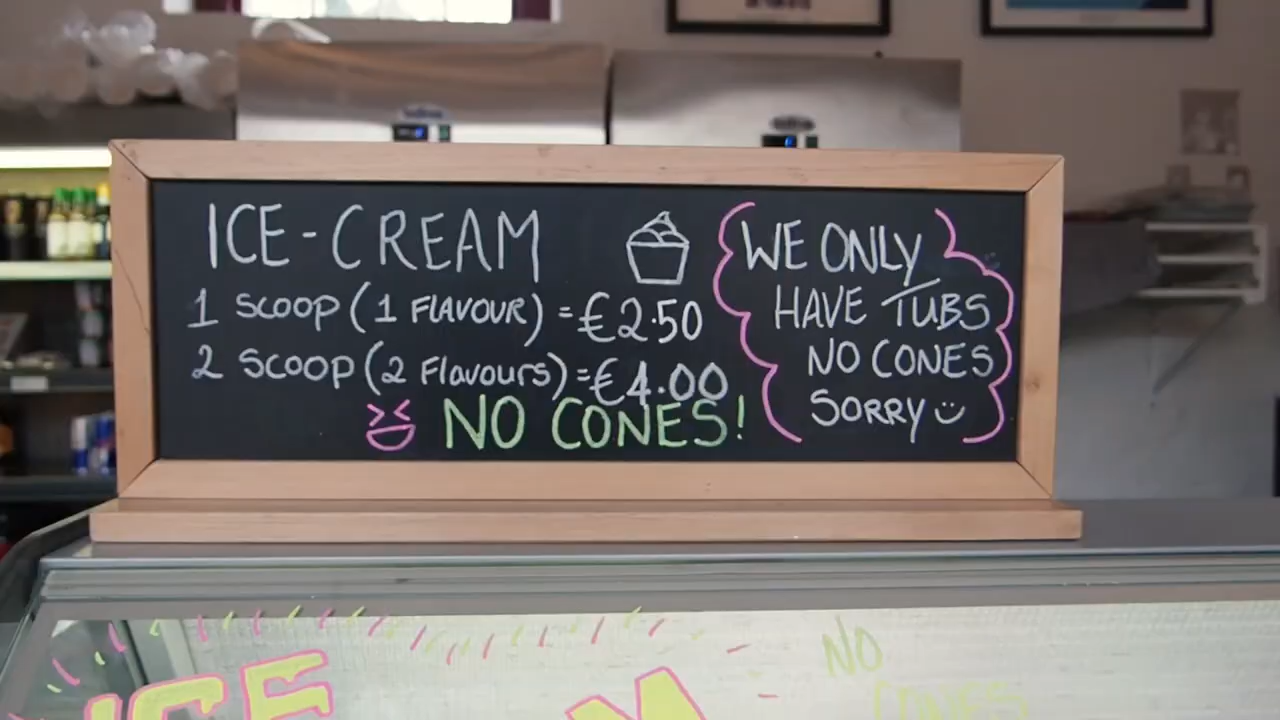 ICE-CREAM
1 SCOOP (1 FLAVOUR) = €2.50
2 SCOOP (2 Flavours) = €4.00
NO CONES!
WE ONLY
HAVE TUBS
NO CONES
SORRY
ICE
NO
CONES